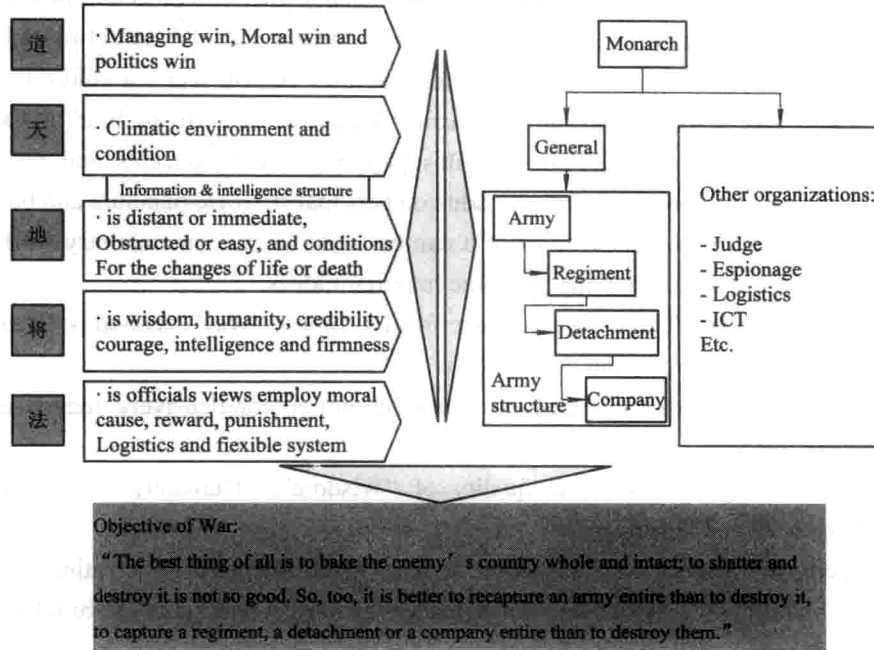 道
· Managing win, Moral win and
politics win
天
· Climatic environment and
condition
Information & intelligence structure
地
· is distant or immediate,
Obstructed or easy, and conditions
For the changes of life or death
将
· is wisdom, humanity, credibility
courage, intelligence and firmness
法
· is officials views employ moral
cause, reward, punishment,
Logistics and fiexible system
Monarch
General
Army
Regiment
Detachment
Company
Army
structure
Other organizations:
- Judge
- Espionage
- Logistics
- ICT
Etc.
Objective of War:
“The best thing of all is to bake the enemy′ s country whole and intact; to shatter and
destroy it is not so good. So, too, it is better to recapture an army entire than to destroy it,
to capture a regiment, a detachment or a company entire than to destroy them.”